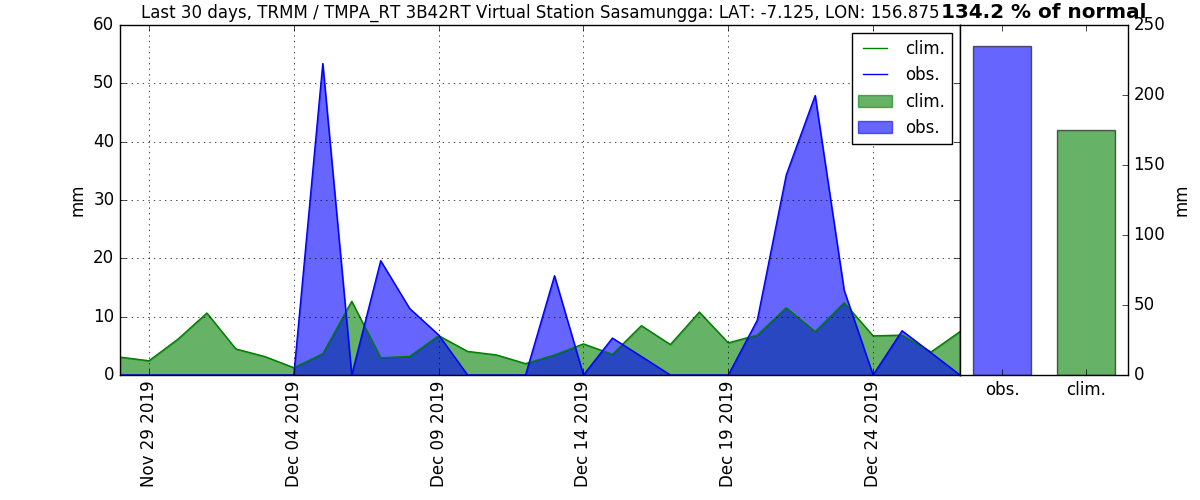 Last 30 days, TRMM / TMPA_RT 3B42RT Virtual Station Sasamungga: LAT: -7.125, LON: 156.875
134.2 % of normal
60
50
40
30
20
10
0
mm
clim.
obs.
clim.
obs.
Nov 29 2019
Dec 04 2019
Dec 09 2019
Dec 14 2019
Dec 19 2019
Dec 24 2019
250
200
150
100
50
0
mm
obs.
clim.